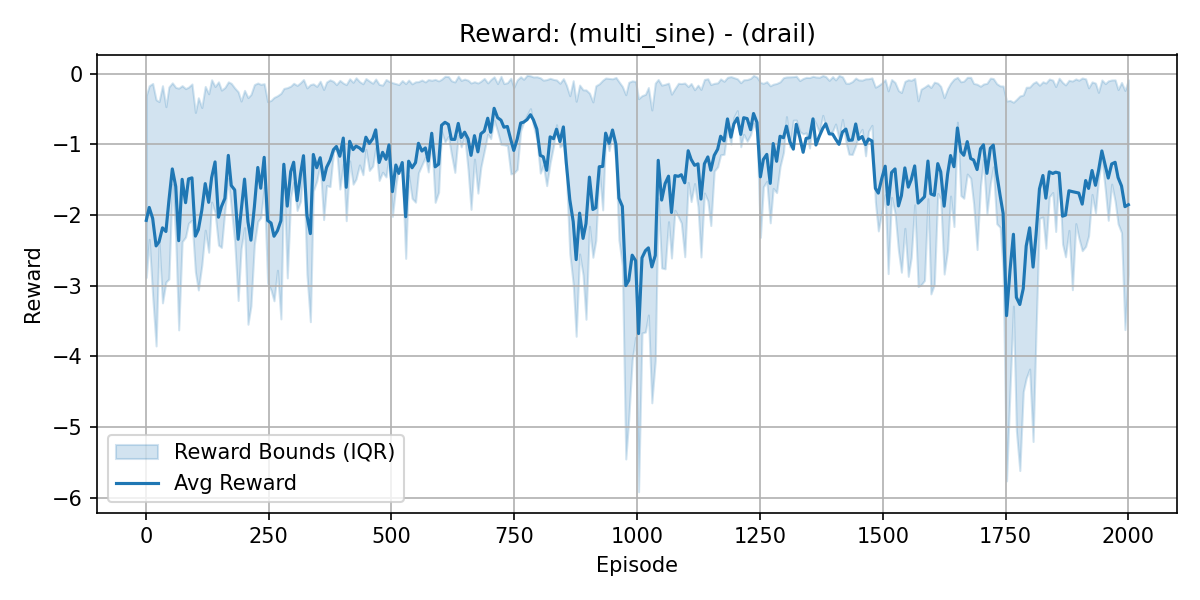 Reward: (multi_sine) - (drail)
Reward
0
−1
−2
−3
−4
−5
−6
Reward Bounds (IQR)
Avg Reward
0 250 500 750 1000 1250 1500 1750 2000
Episode